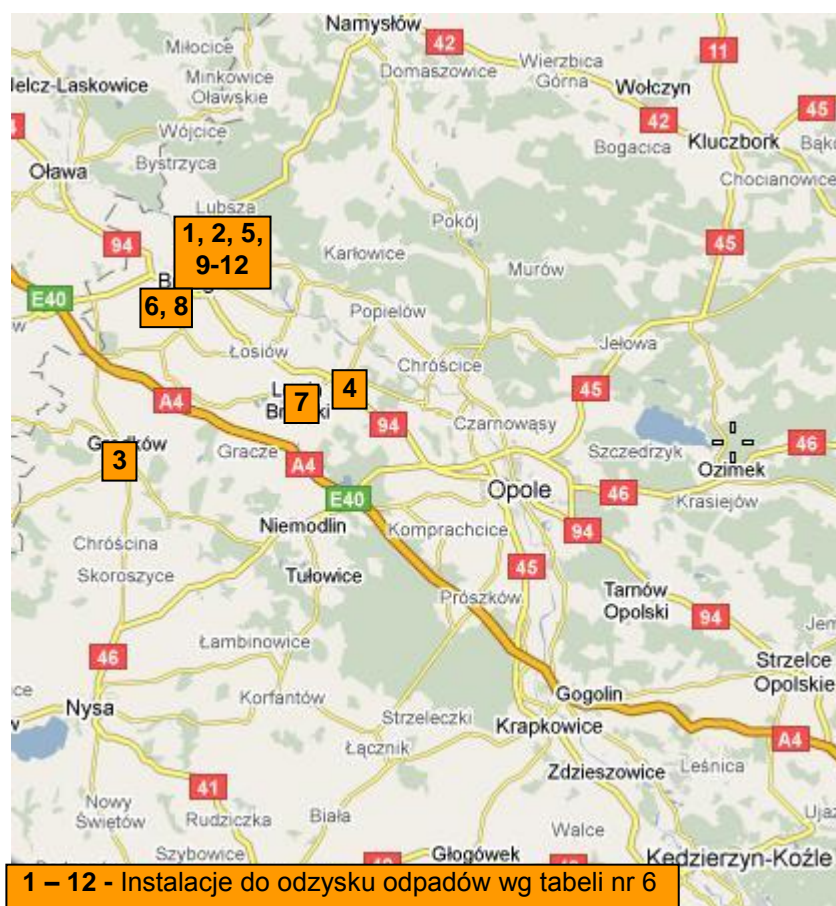 Namysłów
Miłocice
42
11
Domaszowice
Wierzbica
Górna
Minkowice
Oławskie
elcz-Laskowice
Wołczyn
45
42
Wójcice
Bogacica
Kluczbork
Bystrzyca
Oława
Chocianowice
Lubsza
Pokój
1, 2, 5,
9-12
94
45
Karłowice
Murów
E40
6, 8
Popielów
Jełowa
Łosiów
Chróścice
4
45
A4
7
94
Czarnowąsy
Grodków
3
Gracze
A4
Szczedrzyk
46
Ozimek
E40
Opole
46
Krasiejów
Niemodlin
Komprachcice
94
Chróścina
Skoroszyce
Tułowice
45
Prószków
Tarnów
Opolski
94
Łambinowice
46
Strzelce
Opolskie
Nysa
Korfantów
Gogolin
Strzeleczki
Krapkowice
A4
Łącznik
Zdzieszowice
Leśnica
41
Nowy
Świętów
Rudziczka
Biała
Walce
Szybowice
Głogówek
Kędzierzyn-Koźle
1 – 12 - Instalacje do odzysku odpadów wg tabeli nr 6